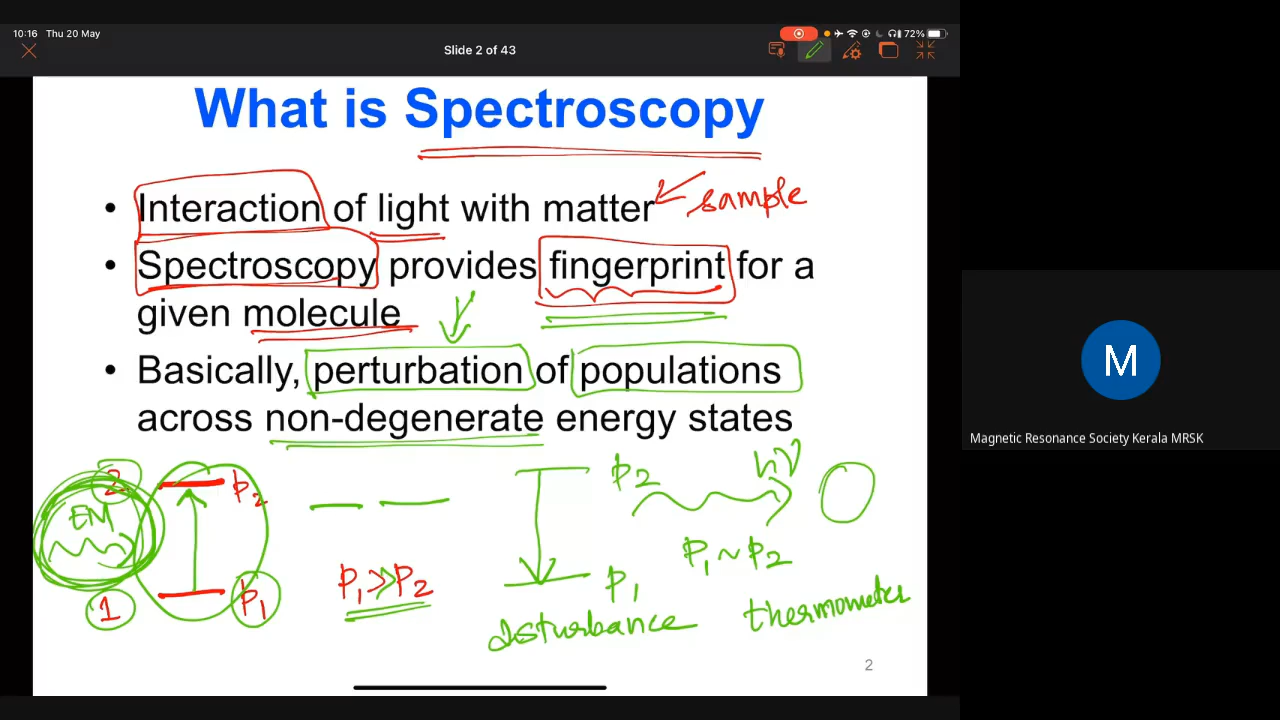 10:16 Thu 20 May
72%
Slide 2 of 43
What is Spectroscopy
• Interaction of light with matter
sample
• Spectroscopy provides fingerprint for a
given molecule
• Basically, perturbation of populations
across non-degenerate energy states
2
P2
EM
1
P1
P1 >> P2
P2
P1
disturbance
hν
P1 ~ P2
thermometer
2
M
Magnetic Resonance Society Kerala MRSK